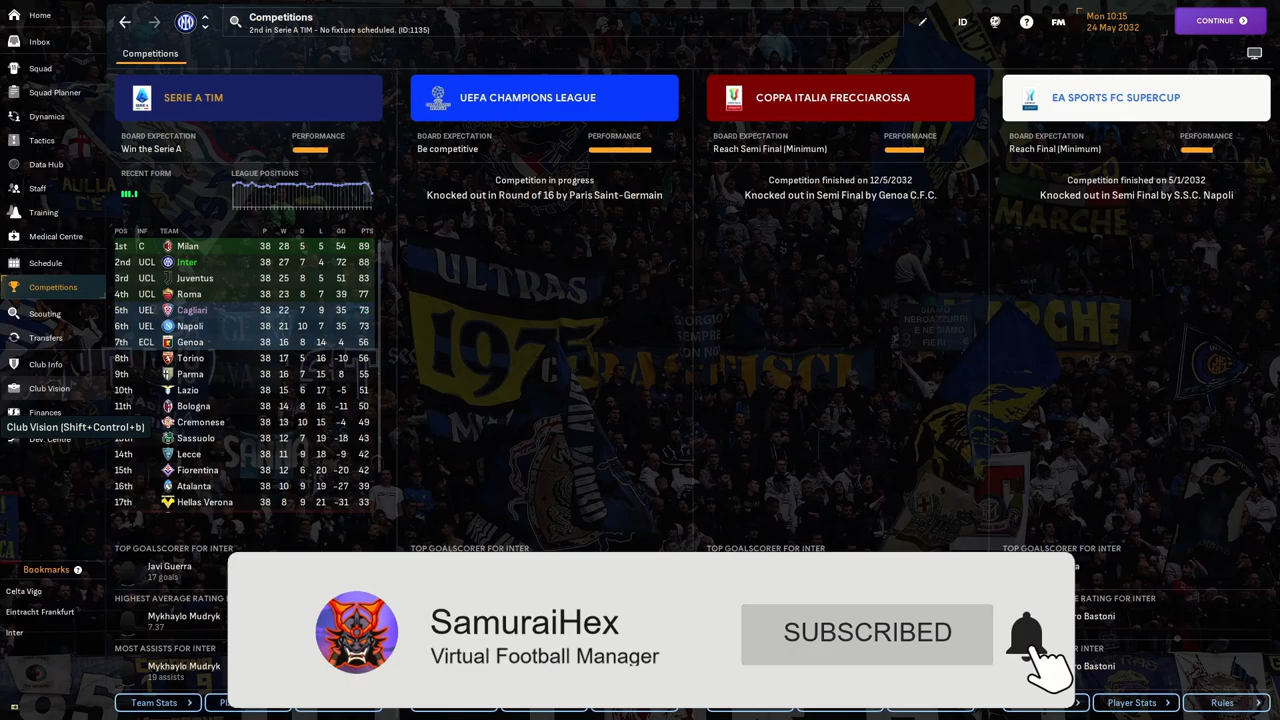 Home
Inbox
Squad
Squad Planner
Dynamics
Tactics
Data Hub
Staff
Training
Medical Centre
Schedule
Competitions
Scouting
Transfers
Club Info
Club Vision
Finances
Club Vision (Shift+Control+b)
Dev. Centre
Bookmarks
Celta Vigo
Eintracht Frankfurt
Inter
Competitions
2nd in Serie A TIM - No fixture scheduled. (ID:1135)
ID
FM
Mon 10:15
24 May 2032
CONTINUE
Competitions
SERIE A TIM
BOARD EXPECTATION PERFORMANCE
Win the Serie A
RECENT FORM LEAGUE POSITIONS
POS INF TEAM P W D L GD PTS
1st C Milan 38 28 5 5 54 89
2nd UCL Inter 38 27 7 4 72 88
3rd UCL Juventus 38 25 8 5 51 83
4th UCL Roma 38 23 8 7 39 77
5th UEL Cagliari 38 22 7 9 35 73
6th UEL Napoli 38 21 10 7 35 73
7th ECL Genoa 38 16 8 14 4 56
8th Torino 38 17 5 16 -10 56
9th Parma 38 16 7 15 8 55
10th Lazio 38 15 6 17 -5 51
11th Bologna 38 14 8 16 -11 50
Cremonese 38 13 10 15 -4 49
Sassuolo 38 12 7 19 -18 43
14th Lecce 38 11 9 18 -9 42
15th Fiorentina 38 12 6 20 -20 42
16th Atalanta 38 10 9 19 -27 39
17th Hellas Verona 38 8 9 21 -31 33
TOP GOALSCORER FOR INTER
Javi Guerra
17 goals
HIGHEST AVERAGE RATING
Mykhaylo Mudryk
7.37
MOST ASSISTS FOR INTER
Mykhaylo Mudryk
19 assists
Team Stats
UEFA CHAMPIONS LEAGUE
BOARD EXPECTATION PERFORMANCE
Be competitive
Competition in progress
Knocked out in Round of 16 by Paris Saint-Germain
TOP GOALSCORER FOR INTER
COPPA ITALIA FRECCIAROSSA
BOARD EXPECTATION PERFORMANCE
Reach Semi Final (Minimum)
Competition finished on 12/5/2032
Knocked out in Semi Final by Genoa C.F.C.
TOP GOALSCORER FOR INTER
EA SPORTS FC SUPERCUP
BOARD EXPECTATION PERFORMANCE
Reach Final (Minimum)
Competition finished on 5/1/2032
Knocked out in Semi Final by S.S.C. Napoli
TOP GOALSCORER FOR INTER
RATING FOR INTER
Bastoni
INTER
Bastoni
Player Stats
Rules
SamuraiHex
Virtual Football Manager
SUBSCRIBED
ULTRAS